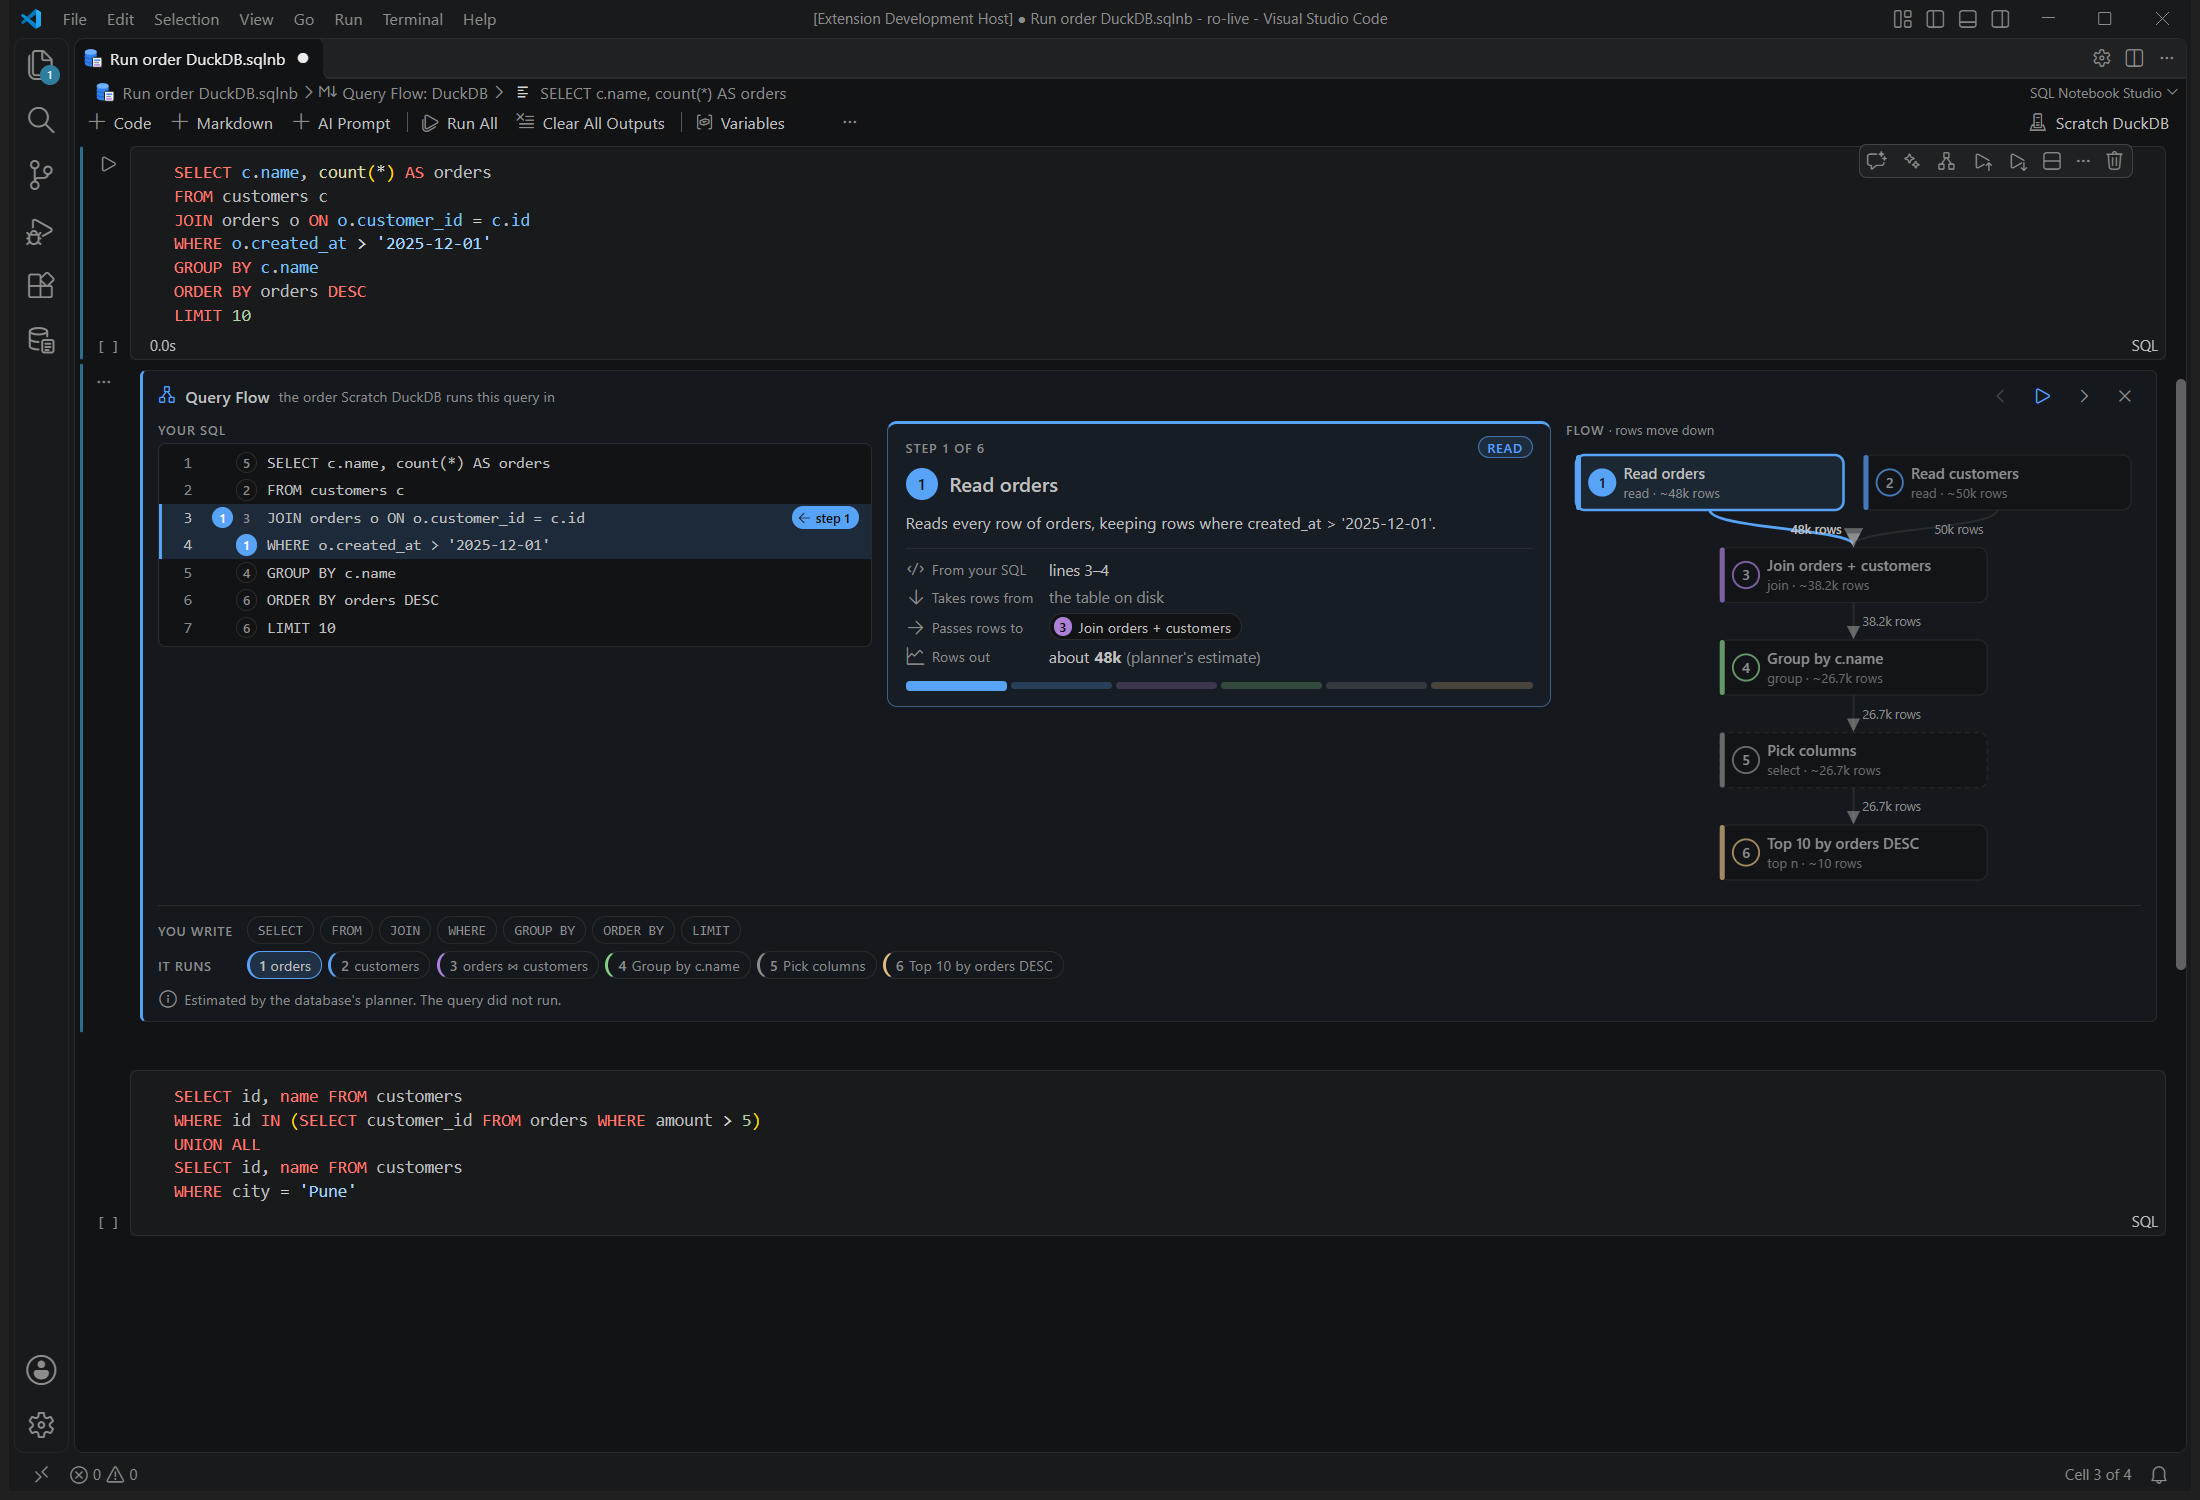 File Edit Selection View Go Run Terminal Help
[Extension Development Host] ● Run order DuckDB.sqlnb - ro-live - Visual Studio Code
1
Run order DuckDB.sqlnb ●
Run order DuckDB.sqlnb > M↓ Query Flow: DuckDB > SELECT c.name, count(*) AS orders
SQL Notebook Studio
+ Code + Markdown + AI Prompt Run All Clear All Outputs Variables ...
Scratch DuckDB
SELECT c.name, count(*) AS orders
FROM customers c
JOIN orders o ON o.customer_id = c.id
WHERE o.created_at > '2025-12-01'
GROUP BY c.name
ORDER BY orders DESC
LIMIT 10
[ ] 0.0s
SQL
Query Flow the order Scratch DuckDB runs this query in
YOUR SQL
1 5 SELECT c.name, count(*) AS orders
2 2 FROM customers c
3 1 3 JOIN orders o ON o.customer_id = c.id ← step 1
4 1 WHERE o.created_at > '2025-12-01'
5 4 GROUP BY c.name
6 6 ORDER BY orders DESC
7 6 LIMIT 10
STEP 1 OF 6 READ
1 Read orders
Reads every row of orders, keeping rows where created_at > '2025-12-01'.
From your SQL lines 3–4
Takes rows from the table on disk
Passes rows to 3 Join orders + customers
Rows out about 48k (planner's estimate)
FLOW · rows move down
1 Read orders
read · ~48k rows
2 Read customers
read · ~50k rows
48k rows
50k rows
3 Join orders + customers
join · ~38.2k rows
38.2k rows
4 Group by c.name
group · ~26.7k rows
26.7k rows
5 Pick columns
select · ~26.7k rows
26.7k rows
6 Top 10 by orders DESC
top n · ~10 rows
YOU WRITE SELECT FROM JOIN WHERE GROUP BY ORDER BY LIMIT
IT RUNS 1 orders 2 customers 3 orders ⋈ customers 4 Group by c.name 5 Pick columns 6 Top 10 by orders DESC
Estimated by the database's planner. The query did not run.
SELECT id, name FROM customers
WHERE id IN (SELECT customer_id FROM orders WHERE amount > 5)
UNION ALL
SELECT id, name FROM customers
WHERE city = 'Pune'
[ ]
SQL
0 0
Cell 3 of 4